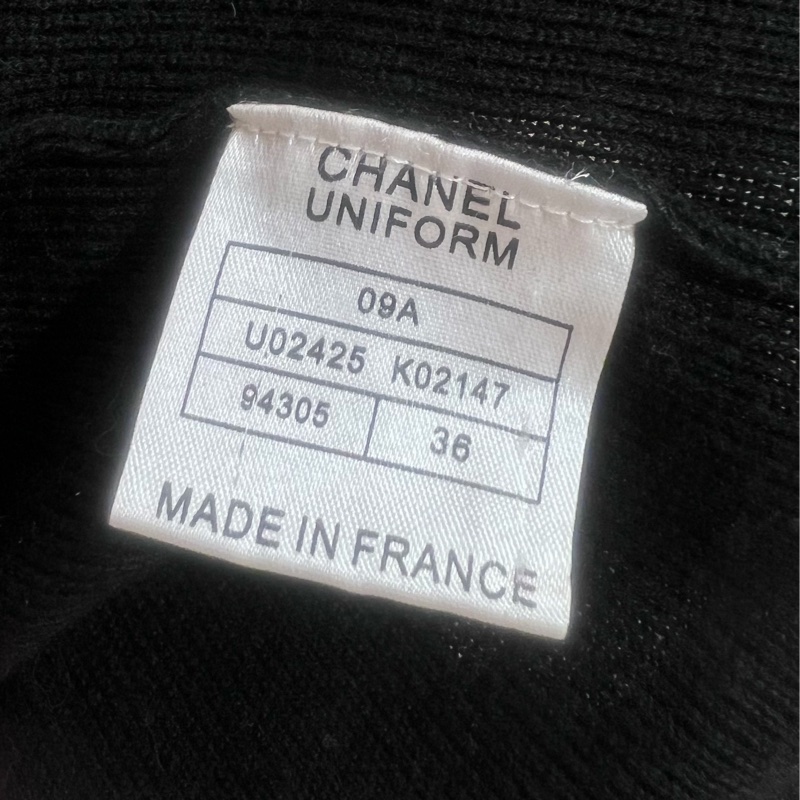 CHANEL
UNIFORM
09A
U02425 K02147
94305 36
MADE IN FRANCE